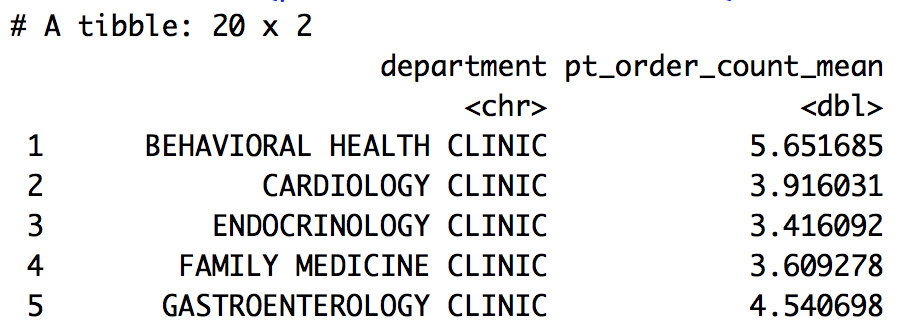 # A tibble: 20 x 2
department pt_order_count_mean
<chr> <dbl>
1 BEHAVIORAL HEALTH CLINIC 5.651685
2 CARDIOLOGY CLINIC 3.916031
3 ENDOCRINOLOGY CLINIC 3.416092
4 FAMILY MEDICINE CLINIC 3.609278
5 GASTROENTEROLOGY CLINIC 4.540698